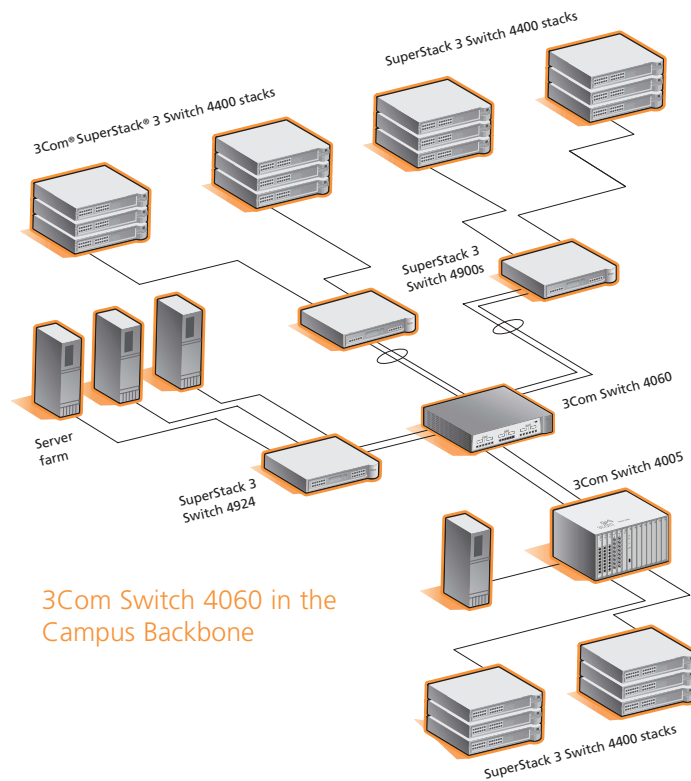 SuperStack 3 Switch 4400 stacks
3Com® SuperStack® 3 Switch 4400 stacks
SuperStack 3
Switch 4900s
3Com Switch 4060
Server
farm
3Com Switch 4005
SuperStack 3
Switch 4924
3Com Switch 4060 in the
Campus Backbone
SuperStack 3 Switch 4400 stacks